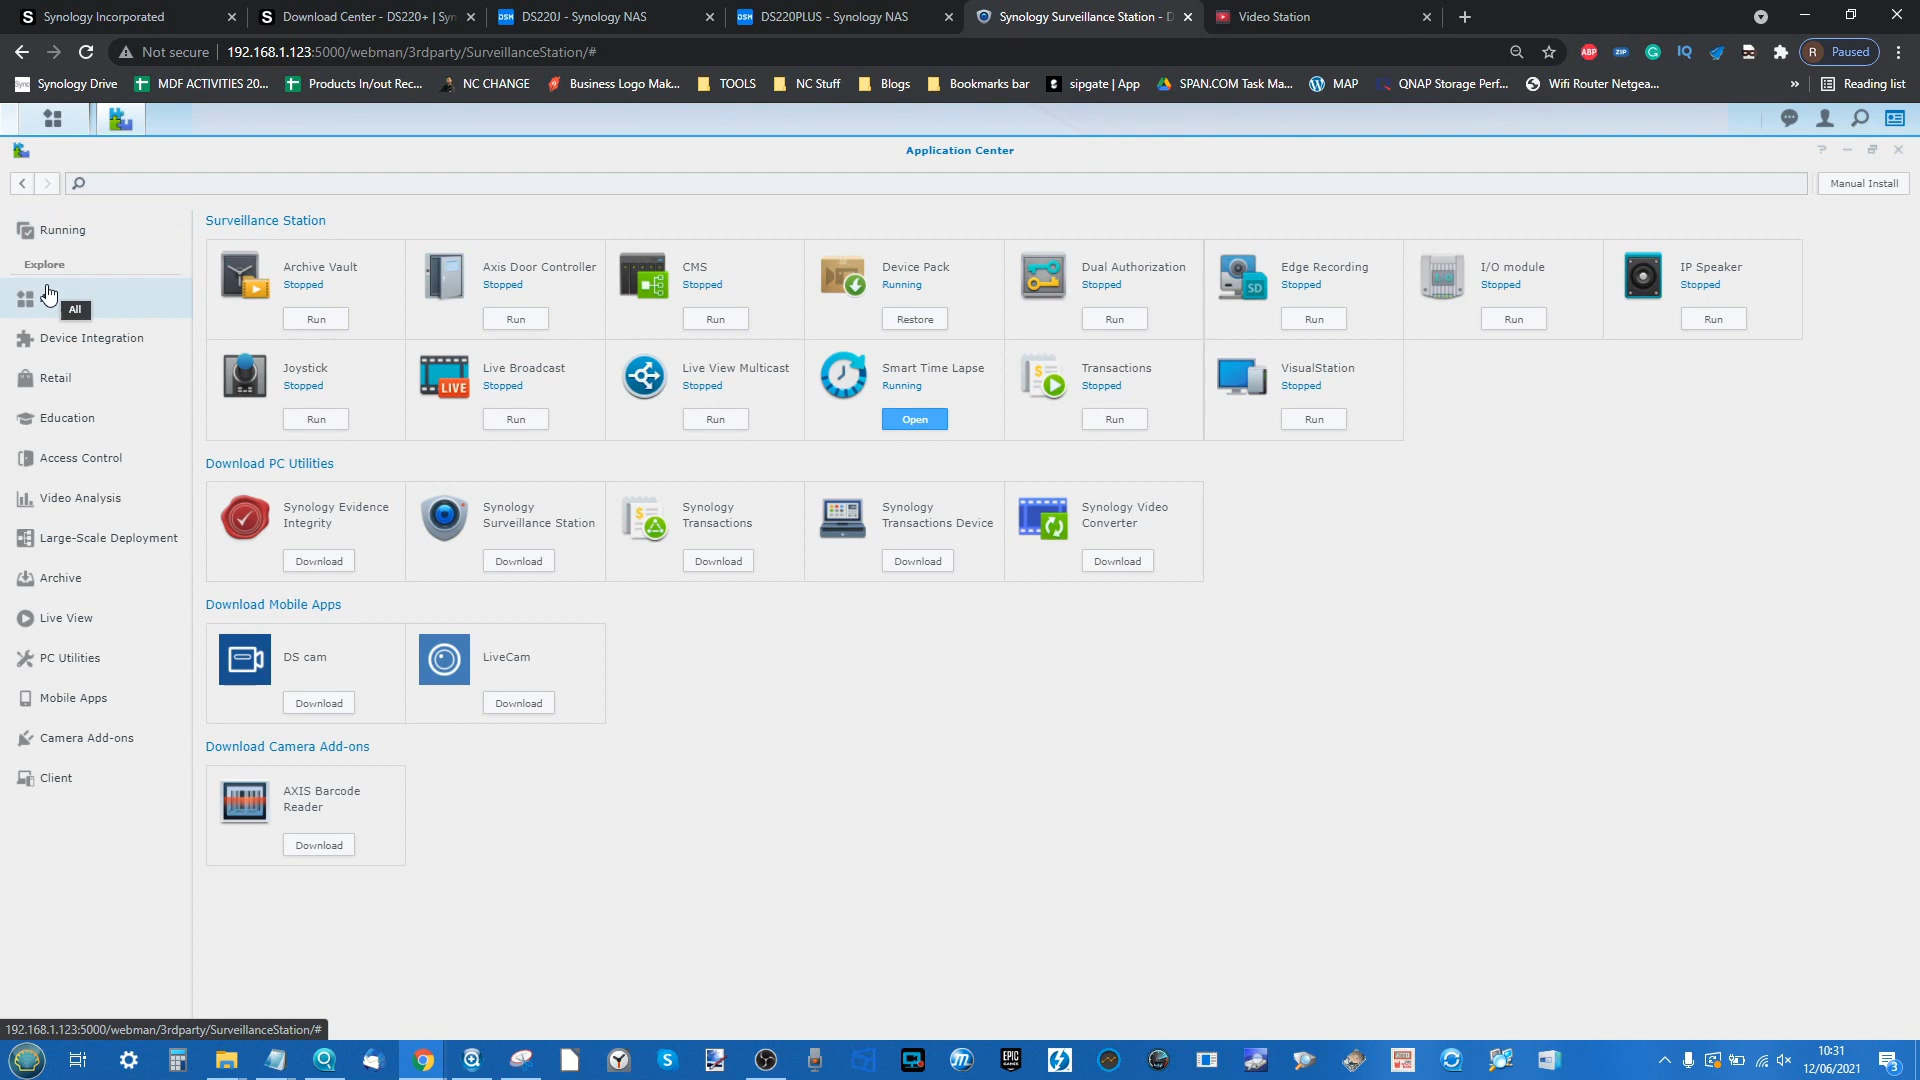 Synology Incorporated
Download Center - DS220+ | Syn
DS220J - Synology NAS
DS220PLUS - Synology NAS
Synology Surveillance Station - D
Video Station
Not secure
192.168.1.123:5000/webman/3rdparty/SurveillanceStation/#
ABP
ZIP
IQ
R
Paused
Synology Drive
MDF ACTIVITIES 20...
Products In/out Rec...
NC CHANGE
Business Logo Mak...
TOOLS
NC Stuff
Blogs
Bookmarks bar
sipgate | App
SPAN.COM Task Ma...
MAP
QNAP Storage Perf...
Wifi Router Netgea...
»
Reading list
Application Center
Manual Install
Running
Explore
All
Device Integration
Retail
Education
Access Control
Video Analysis
Large-Scale Deployment
Archive
Live View
PC Utilities
Mobile Apps
Camera Add-ons
Client
Surveillance Station
Archive Vault
Stopped
Run
Axis Door Controller
Stopped
Run
CMS
Stopped
Run
Device Pack
Running
Restore
Dual Authorization
Stopped
Run
Edge Recording
Stopped
Run
I/O module
Stopped
Run
IP Speaker
Stopped
Run
Joystick
Stopped
Run
LIVE
Live Broadcast
Stopped
Run
Live View Multicast
Stopped
Run
Smart Time Lapse
Running
Open
Transactions
Stopped
Run
VisualStation
Stopped
Run
Download PC Utilities
Synology Evidence
Integrity
Download
Synology
Surveillance Station
Download
Synology
Transactions
Download
Synology
Transactions Device
Download
Synology Video
Converter
Download
Download Mobile Apps
DS cam
Download
LiveCam
Download
Download Camera Add-ons
AXIS Barcode
Reader
Download
192.168.1.123:5000/webman/3rdparty/SurveillanceStation/#
EPIC
GAMES
10:31
12/06/2021
3